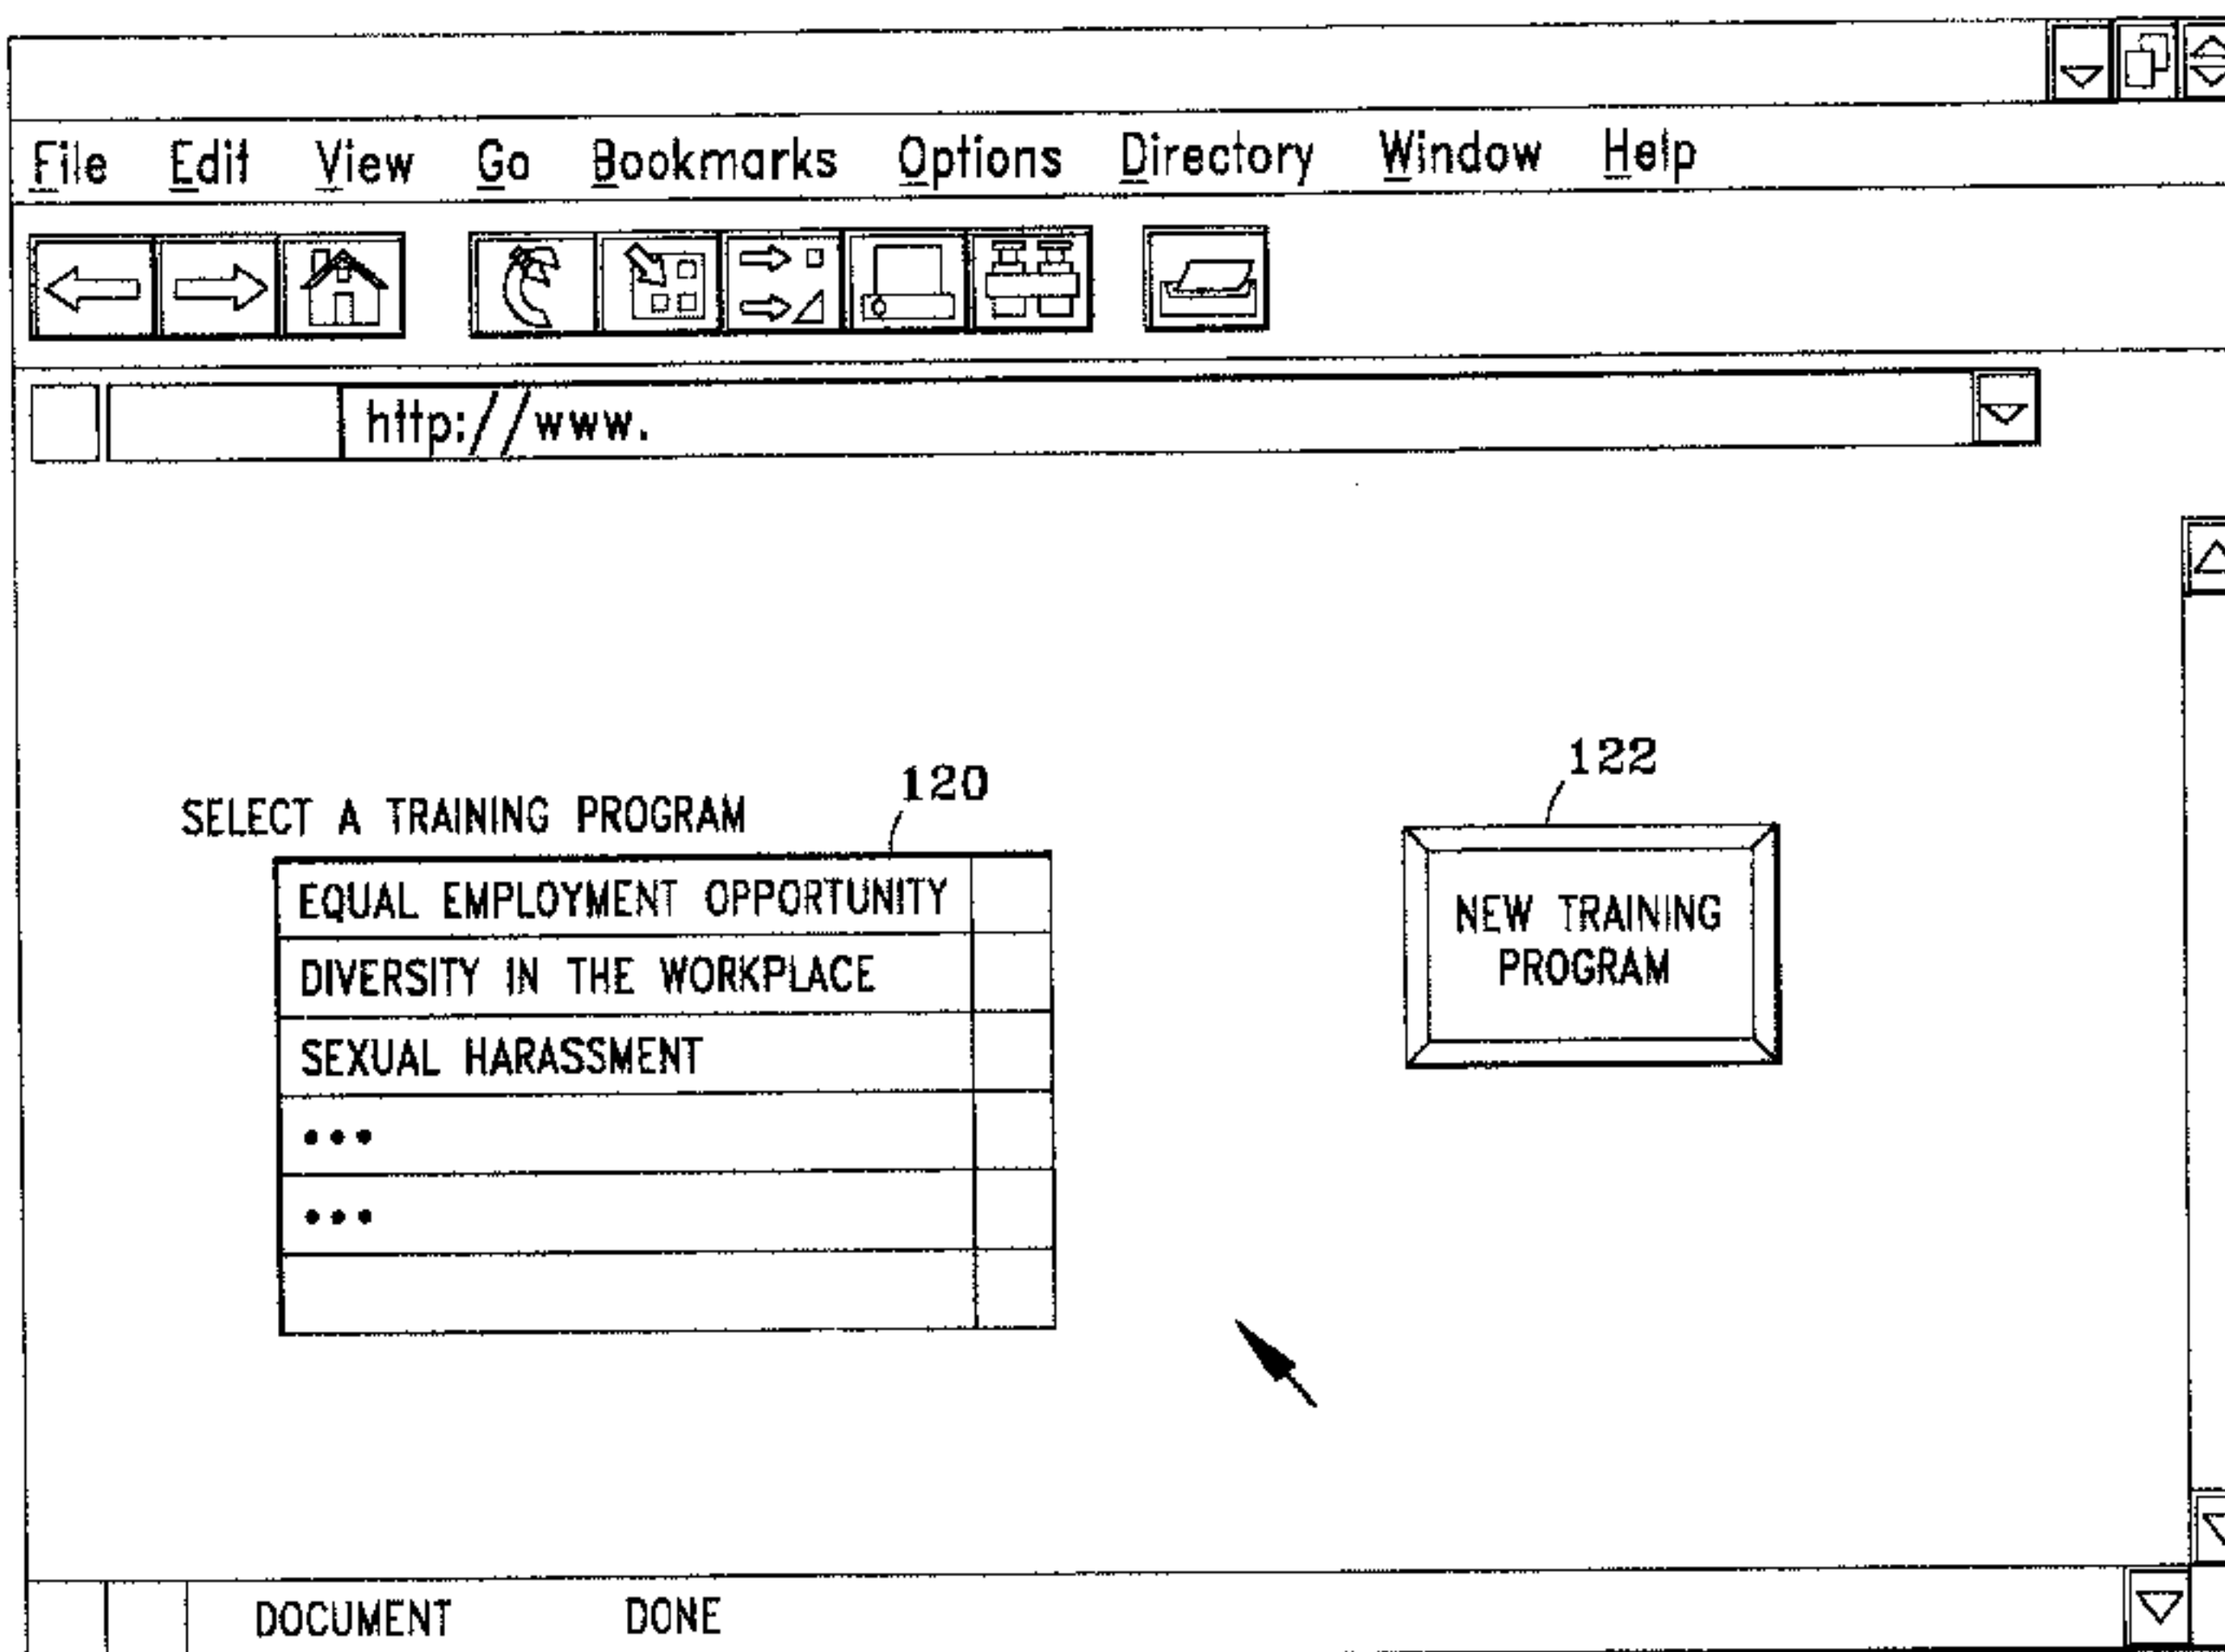 File Edit View Go Bookmarks Options Directory Window Help
http://www.
120
122
SELECT A TRAINING PROGRAM
EQUAL EMPLOYMENT OPPORTUNITY
DIVERSITY IN THE WORKPLACE
SEXUAL HARASSMENT
•••
•••
NEW TRAINING
PROGRAM
DOCUMENT DONE